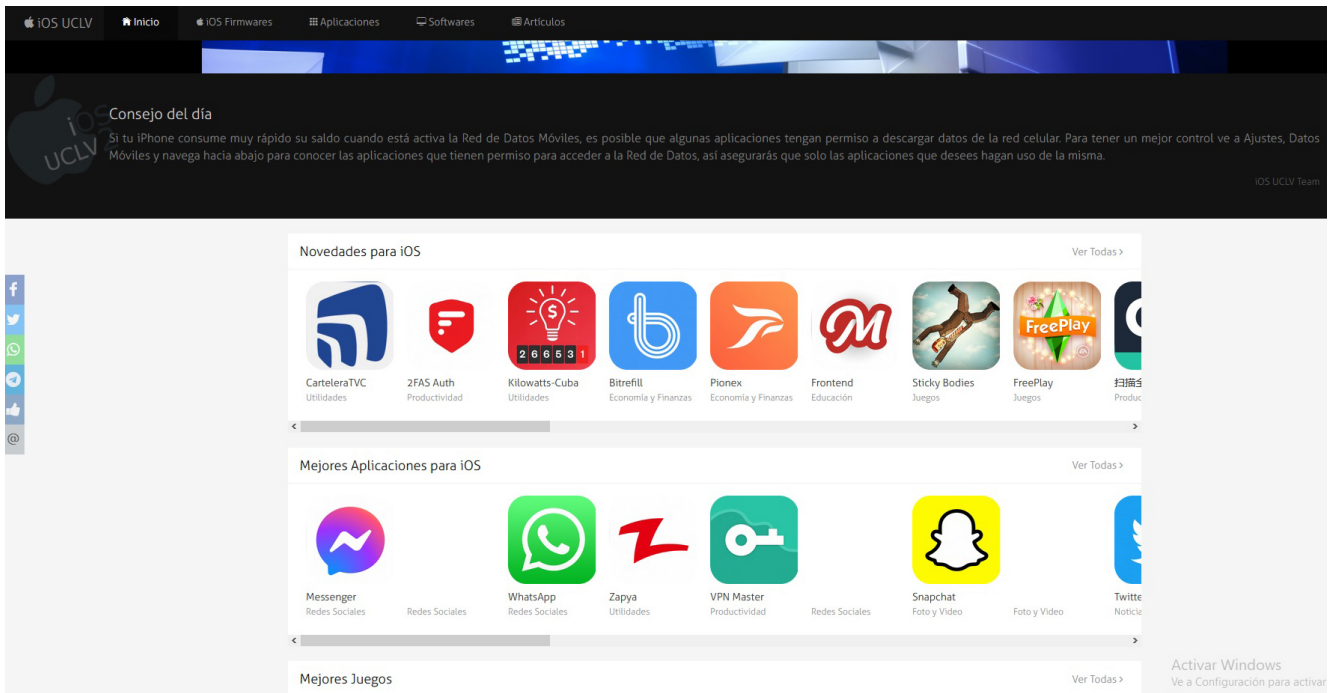 iOS UCLV
Inicio
iOS Firmwares
Aplicaciones
Softwares
Artículos
iOS
UCLV
Consejo del día
Si tu iPhone consume muy rápido su saldo cuando está activa la Red de Datos Móviles, es posible que algunas aplicaciones tengan permiso a descargar datos de la red celular. Para tener un mejor control ve a Ajustes, Datos
Móviles y navega hacia abajo para conocer las aplicaciones que tienen permiso para acceder a la Red de Datos, así asegurarás que solo las aplicaciones que desees hagan uso de la misma.
iOS UCLV Team
Novedades para iOS
Ver Todas >
266531
FreePlay
CarteleraTVC
2FAS Auth
Kilowatts-Cuba
Bitrefill
Pionex
Frontend
Sticky Bodies
FreePlay
扫描全
Utilidades
Productividad
Utilidades
Economía y Finanzas
Economía y Finanzas
Educación
Juegos
Juegos
Produc
Mejores Aplicaciones para iOS
Ver Todas >
Messenger
WhatsApp
Zapya
VPN Master
Snapchat
Twitte
Redes Sociales
Redes Sociales
Redes Sociales
Utilidades
Productividad
Redes Sociales
Foto y Video
Foto y Video
Noticia
Mejores Juegos
Ver Todas >
Activar Windows
Ve a Configuración para activar